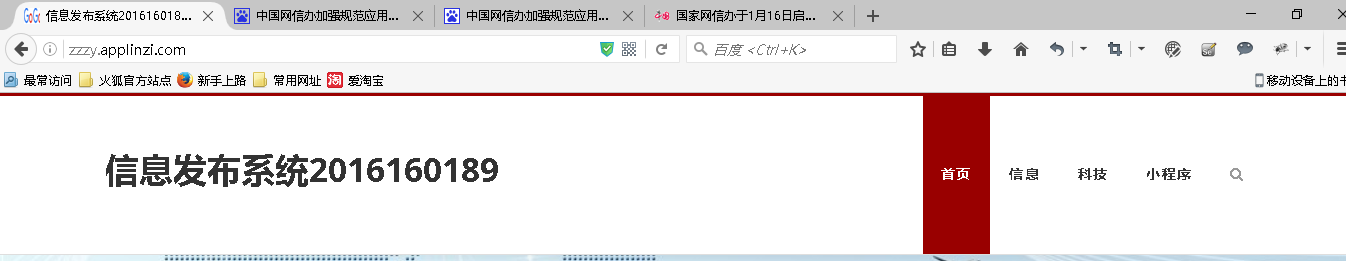 信息发布系统20161601８...
中国网信办加强规范应用...
中国网信办加强规范应用...
国家网信办于1月16日启...
zzzy.applinzi.com
百度 <Ctrl+K>
最常访问 火狐官方站点 新手上路 常用网址 淘 爱淘宝
移动设备上的书
信息发布系统2016160189
首页 信息 科技 小程序